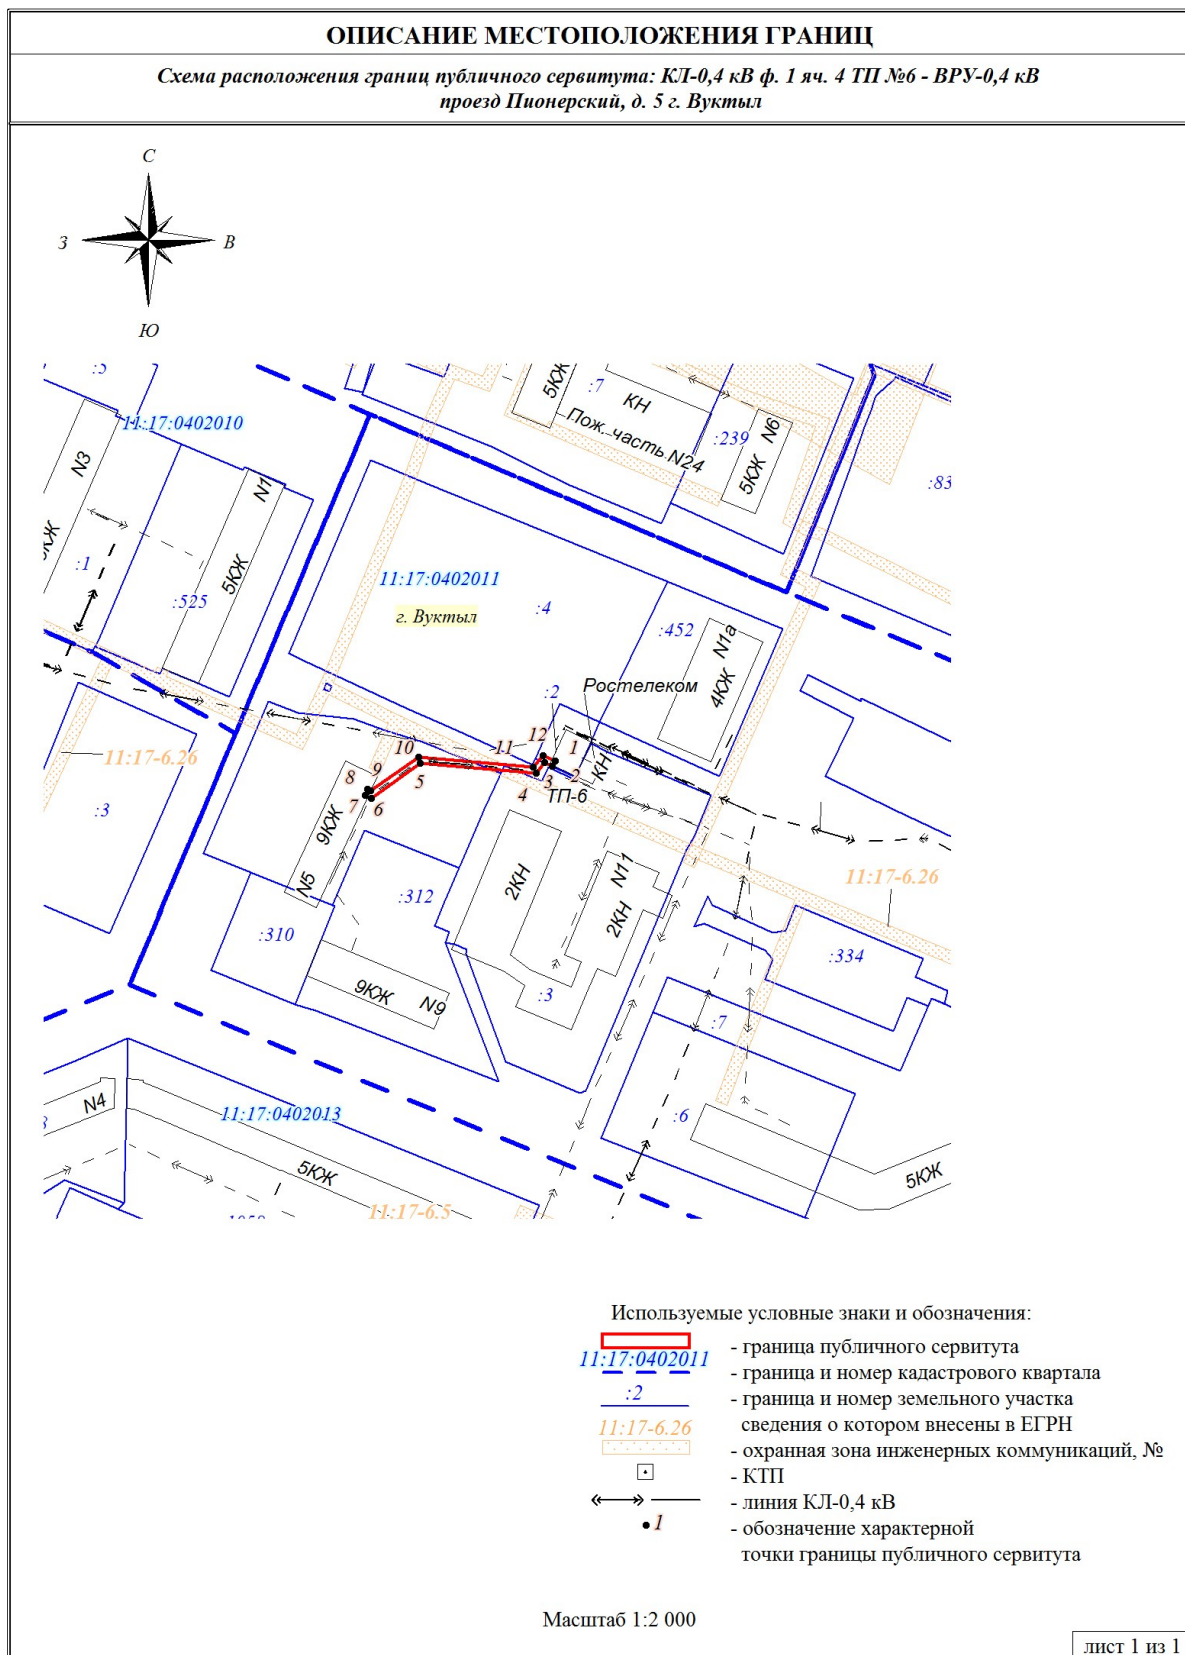 ОПИСАНИЕ МЕСТОПОЛОЖЕНИЯ ГРАНИЦ
Схема расположения границ публичного сервитута: КЛ-0,4 кВ ф. 1 яч. 4 ТП №6 - ВРУ-0,4 кВ
проезд Пионерский, д. 5 г. Вуктыл
С
З
В
Ю
:5
11:17:0402010
N3
N1
5КЖ
:1
:525
5КЖ
:7
КН
Пож. часть N24
:239
N6
5КЖ
:83
11:17:0402011
г. Вуктыл
:4
:452
N1а
4КЖ
:2
Ростелеком
12
1
11
10
КН
9
5
3
2
8
4
ТП-6
7
6
11:17-6.26
:3
9КЖ
N5
:312
2КН
N11
2КН
11:17-6.26
:310
:334
9КЖ
N9
:3
:7
N4
11:17:0402013
:6
5КЖ
5КЖ
11:17-6.5
Используемые условные знаки и обозначения:
- граница публичного сервитута
11:17:0402011
- граница и номер кадастрового квартала
:2
- граница и номер земельного участка
сведения о котором внесены в ЕГРН
11:17-6.26
- охранная зона инженерных коммуникаций, №
- КТП
- линия КЛ-0,4 кВ
1
- обозначение характерной
точки границы публичного сервитута
Масштаб 1:2 000
лист 1 из 1